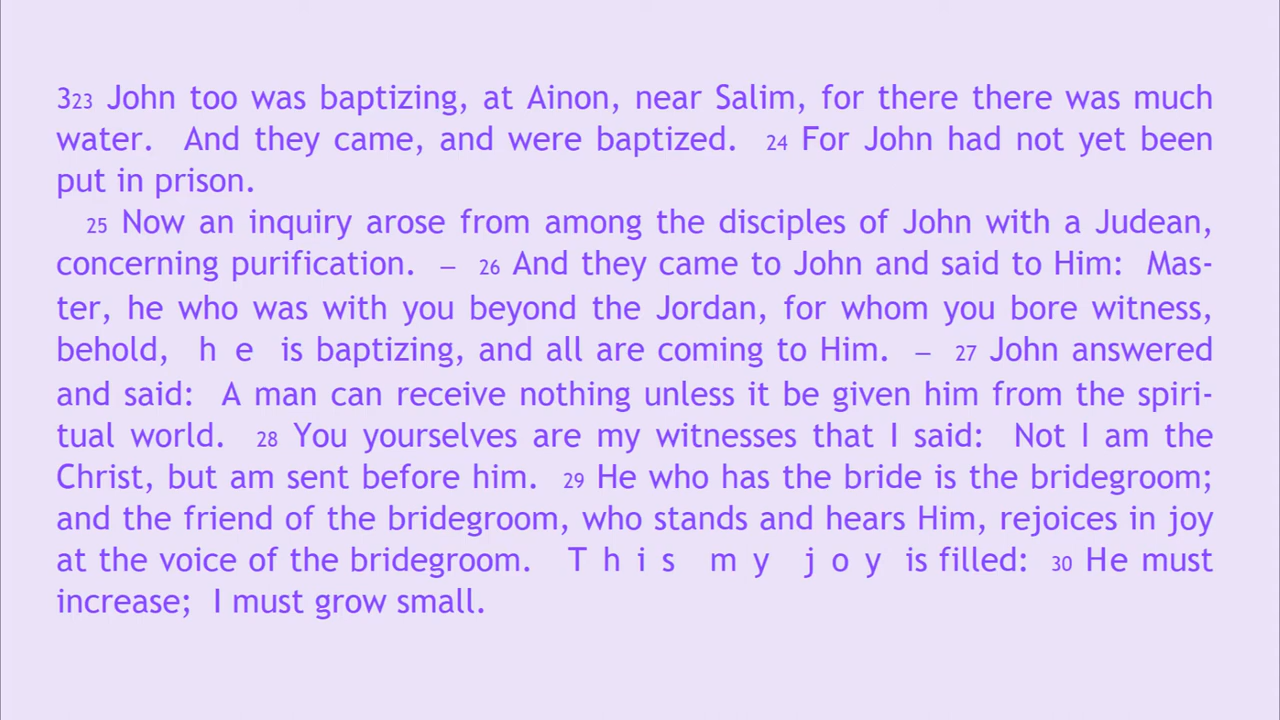 323 John too was baptizing, at Ainon, near Salim, for there there was much
water. And they came, and were baptized. 24 For John had not yet been
put in prison.
25 Now an inquiry arose from among the disciples of John with a Judean,
concerning purification. – 26 And they came to John and said to Him: Mas-
ter, he who was with you beyond the Jordan, for whom you bore witness,
behold, h e is baptizing, and all are coming to Him. – 27 John answered
and said: A man can receive nothing unless it be given him from the spiri-
tual world. 28 You yourselves are my witnesses that I said: Not I am the
Christ, but am sent before him. 29 He who has the bride is the bridegroom;
and the friend of the bridegroom, who stands and hears Him, rejoices in joy
at the voice of the bridegroom. T h i s m y j o y is filled: 30 He must
increase; I must grow small.